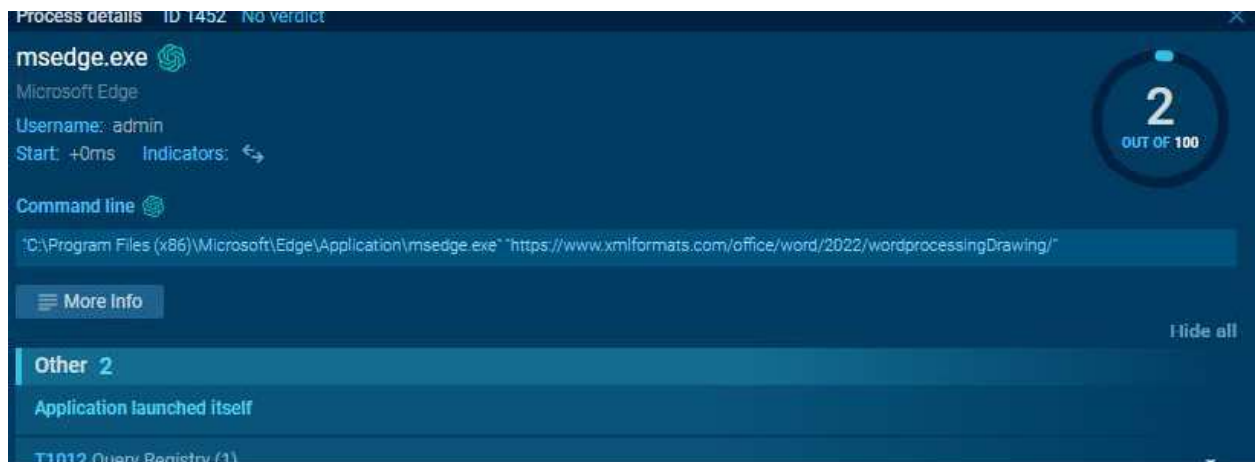 Process details ID 1452 No verdict
msedge.exe
Microsoft Edge
2
OUT OF 100
Username: admin
Start: +0ms Indicators:
Command line
"C:\Program Files (x86)\Microsoft\Edge\Application\msedge.exe" "https://www.xmlformats.com/office/word/2022/wordprocessingDrawing/"
More Info
Hide all
Other 2
Application launched itself
T1012 Query Registry (1)